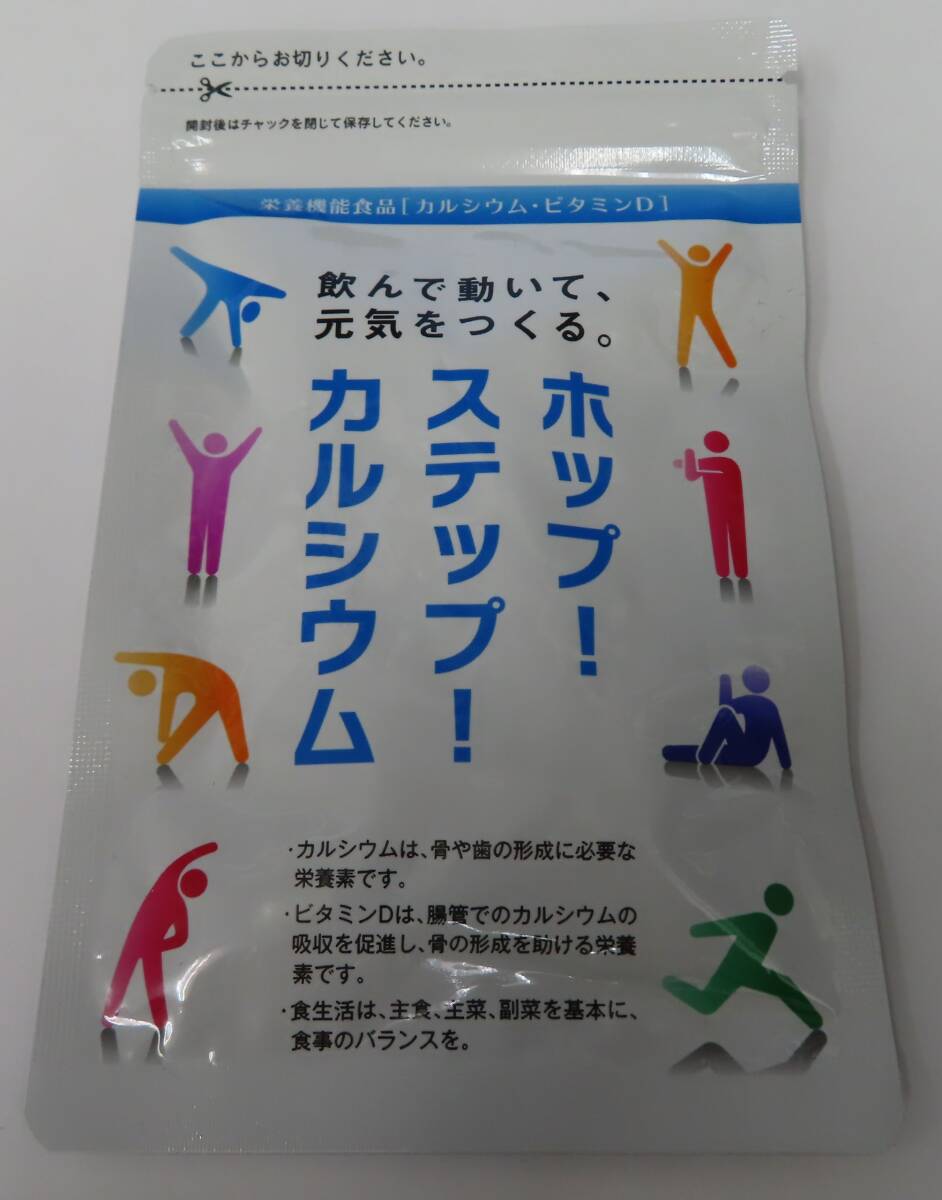 ここからお切りください。
開封後はチャックを閉じて保存してください。
栄養機能食品[カルシウム・ビタミンD]
飲んで動いて、
元気をつくる。
ホップ!
ステップ!
カルシウム
・カルシウムは、骨や歯の形成に必要な
栄養素です。
・ビタミンDは、腸管でのカルシウムの
吸収を促進し、骨の形成を助ける栄養
素です。
・食生活は、主食、主菜、副菜を基本に、
食事のバランスを。